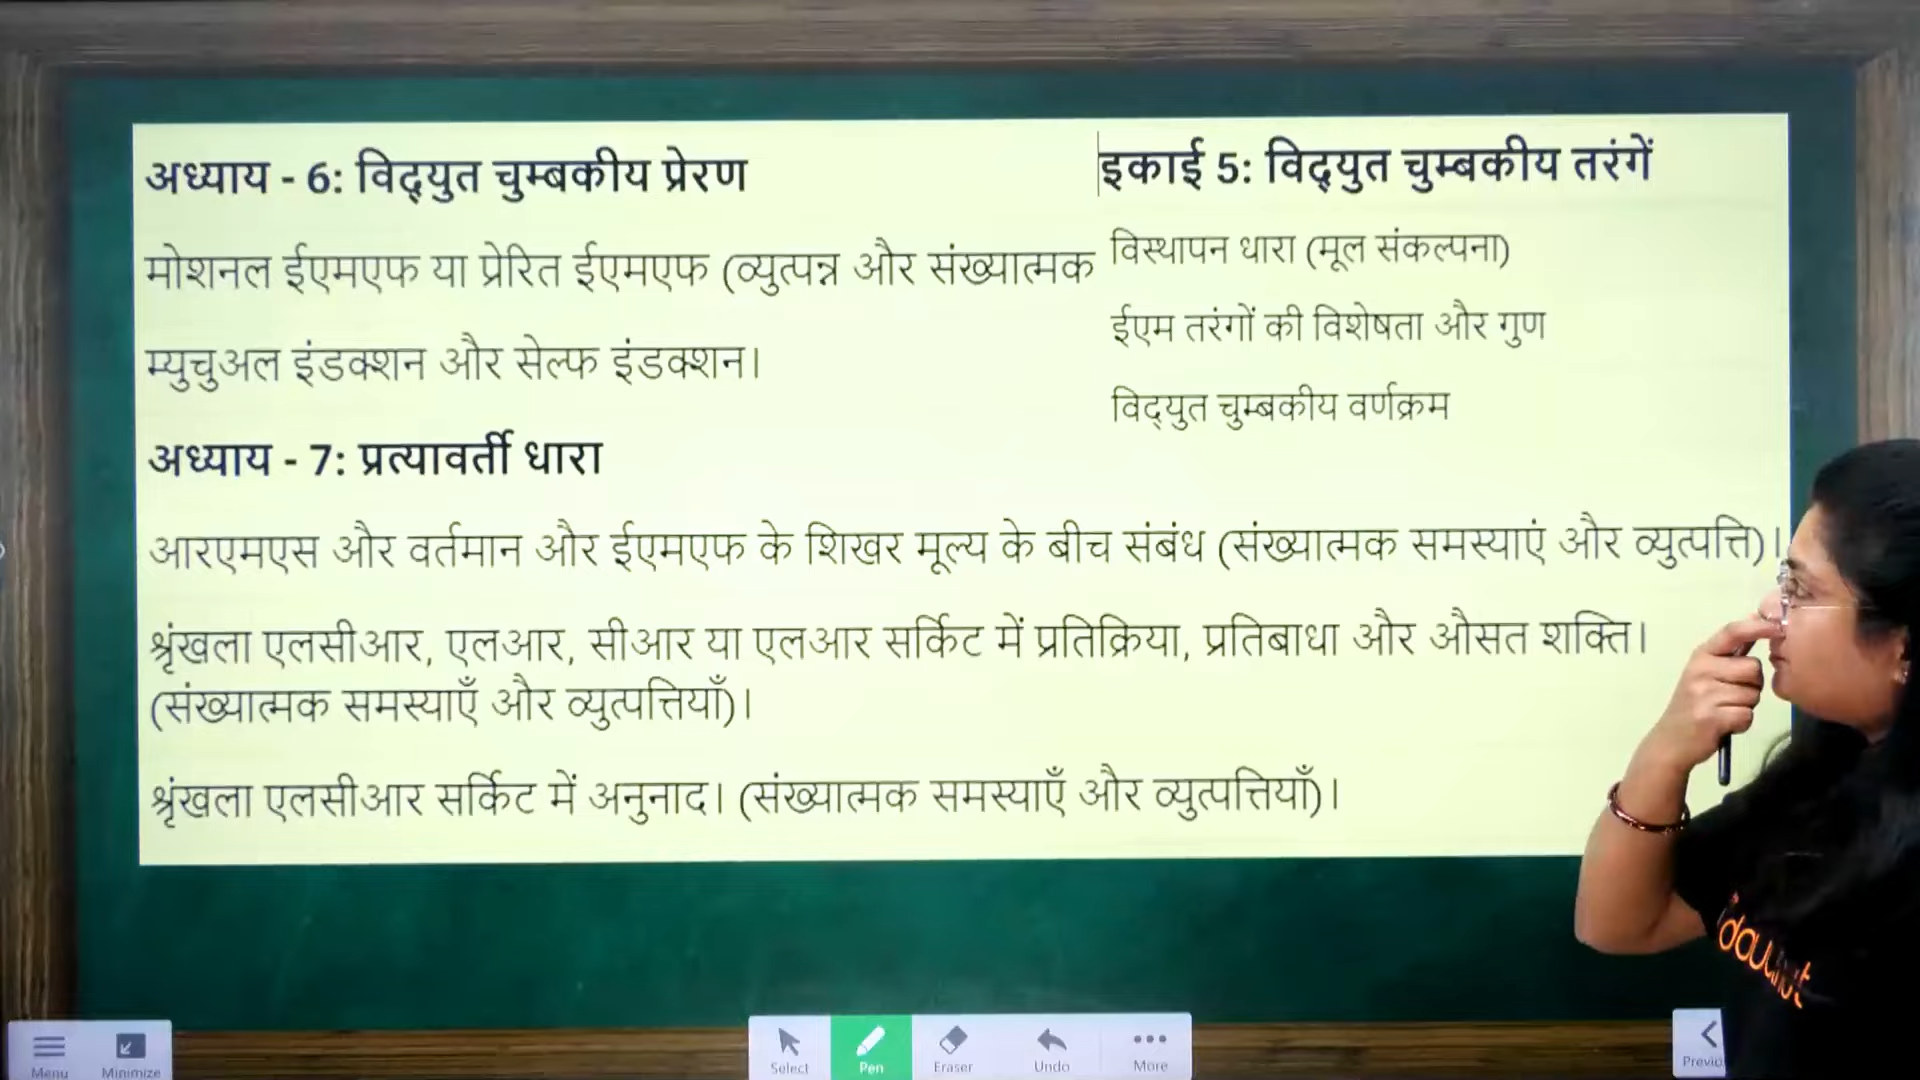 अध्याय - 6: विद्युत चुम्बकीय प्रेरण
मोशनल ईएमएफ या प्रेरित ईएमएफ (व्युत्पन्न और संख्यात्मक
म्युचुअल इंडक्शन और सेल्फ इंडक्शन।
इकाई 5: विद्युत चुम्बकीय तरंगें
विस्थापन धारा (मूल संकल्पना)
ईएम तरंगों की विशेषता और गुण
विद्युत चुम्बकीय वर्णक्रम
अध्याय - 7: प्रत्यावर्ती धारा
आरएमएस और वर्तमान और ईएमएफ के शिखर मूल्य के बीच संबंध (संख्यात्मक समस्याएं और व्युत्पत्ति)।
श्रृंखला एलसीआर, एलआर, सीआर या एलआर सर्किट में प्रतिक्रिया, प्रतिबाधा और औसत शक्ति।
(संख्यात्मक समस्याएँ और व्युत्पत्तियाँ)।
श्रृंखला एलसीआर सर्किट में अनुनाद। (संख्यात्मक समस्याएँ और व्युत्पत्तियाँ)।
Menu Minimize Select Pen Eraser Undo More Previo